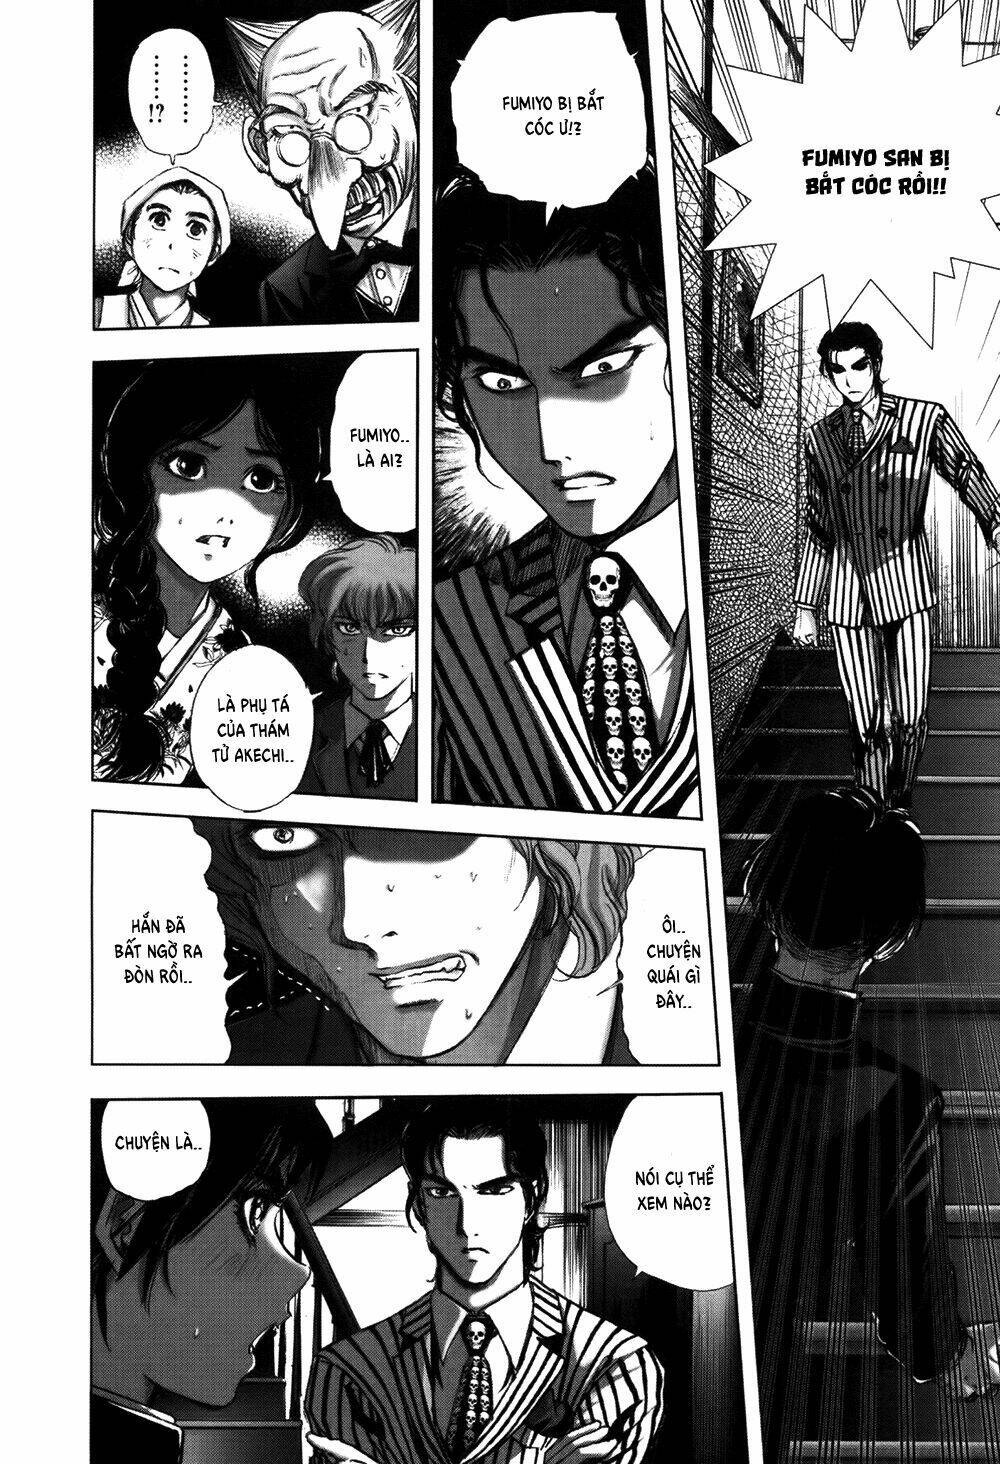 FUMIYO SAN BỊ
BẮT CÓC RỒI!!
FUMIYO BỊ BẮT
CÓC Ư!?
.......
.......
!?
FUMIYO..
LÀ AI?
LÀ PHỤ TÁ
CỦA THÁM
TỬ AKECHI..
ÔI..
CHUYỆN
QUÁI GÌ
ĐÂY..
HẮN ĐÃ
BẤT NGỜ RA
ĐÒN RỒI..
NÓI CỤ THỂ
XEM NÀO?
CHUYỆN LÀ..